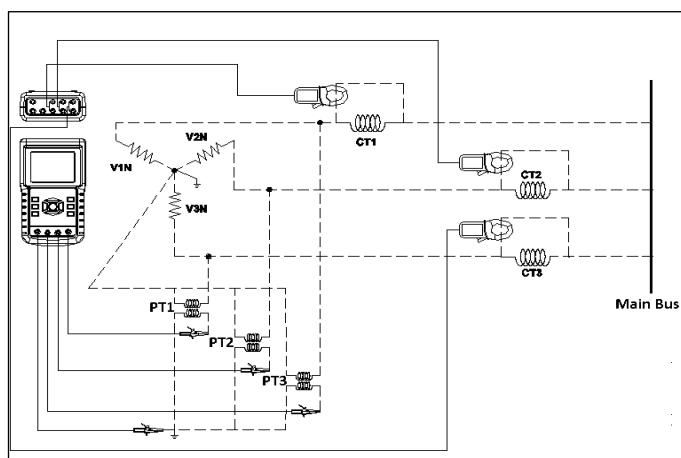 CT1
V2N
V1N
CT2
V3N
CT3
Main Bus
PT1
PT2
PT3